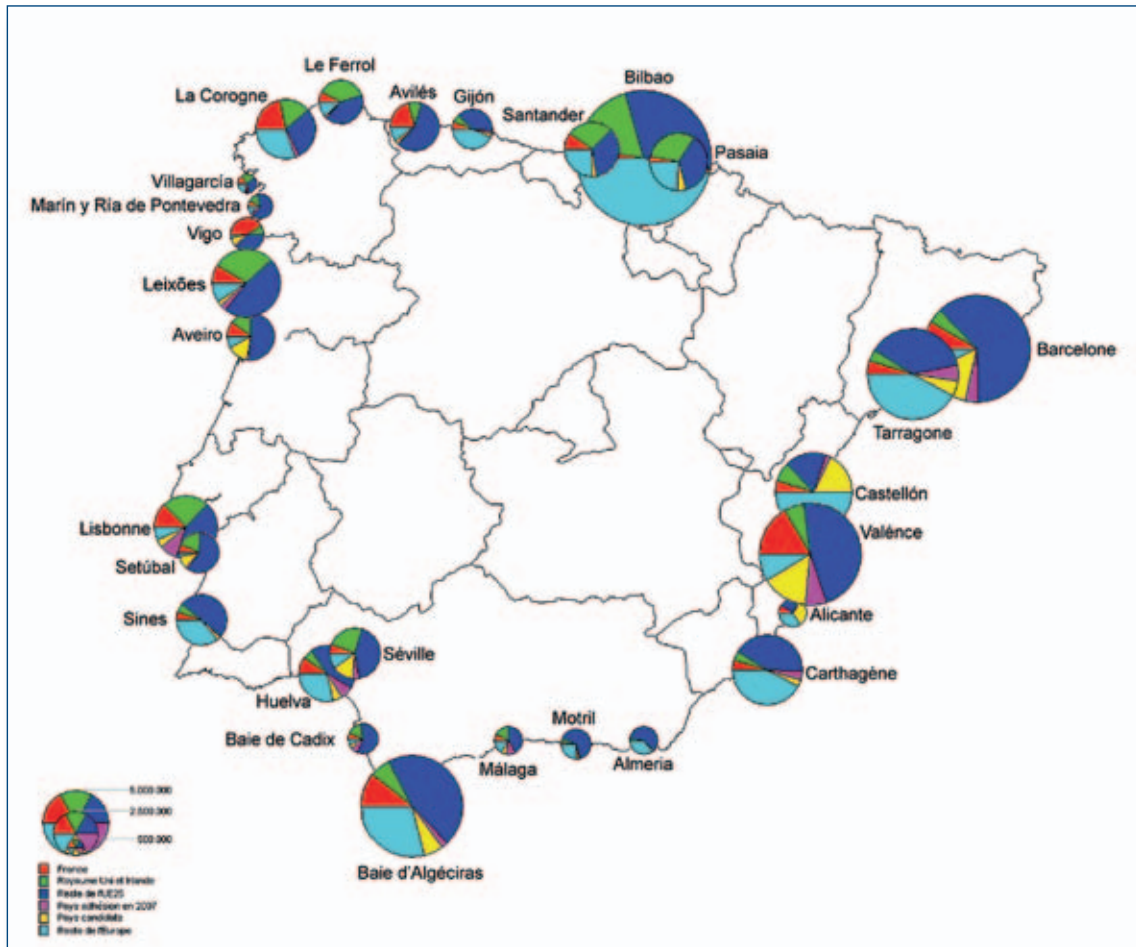 Le Ferrol
La Corogne
Avilés
Gijón
Bilbao
Santander
Pasaia
Villagarcía
Marín y Ría de Pontevedra
Vigo
Leixões
Aveiro
Barcelone
Tarragone
Castellón
Lisbonne
Valénce
Setúbal
Alicante
Sines
Séville
Carthagéne
Huelva
Motril
Baie de Cadix
Málaga
Almeria
Baie d'Algéciras
5.000.000
2.500.000
500.000
France
Royaume Uni et Irlande
Reste de l'UE25
Pays adhésion en 2007
Pays candidats
Reste de l'Europe